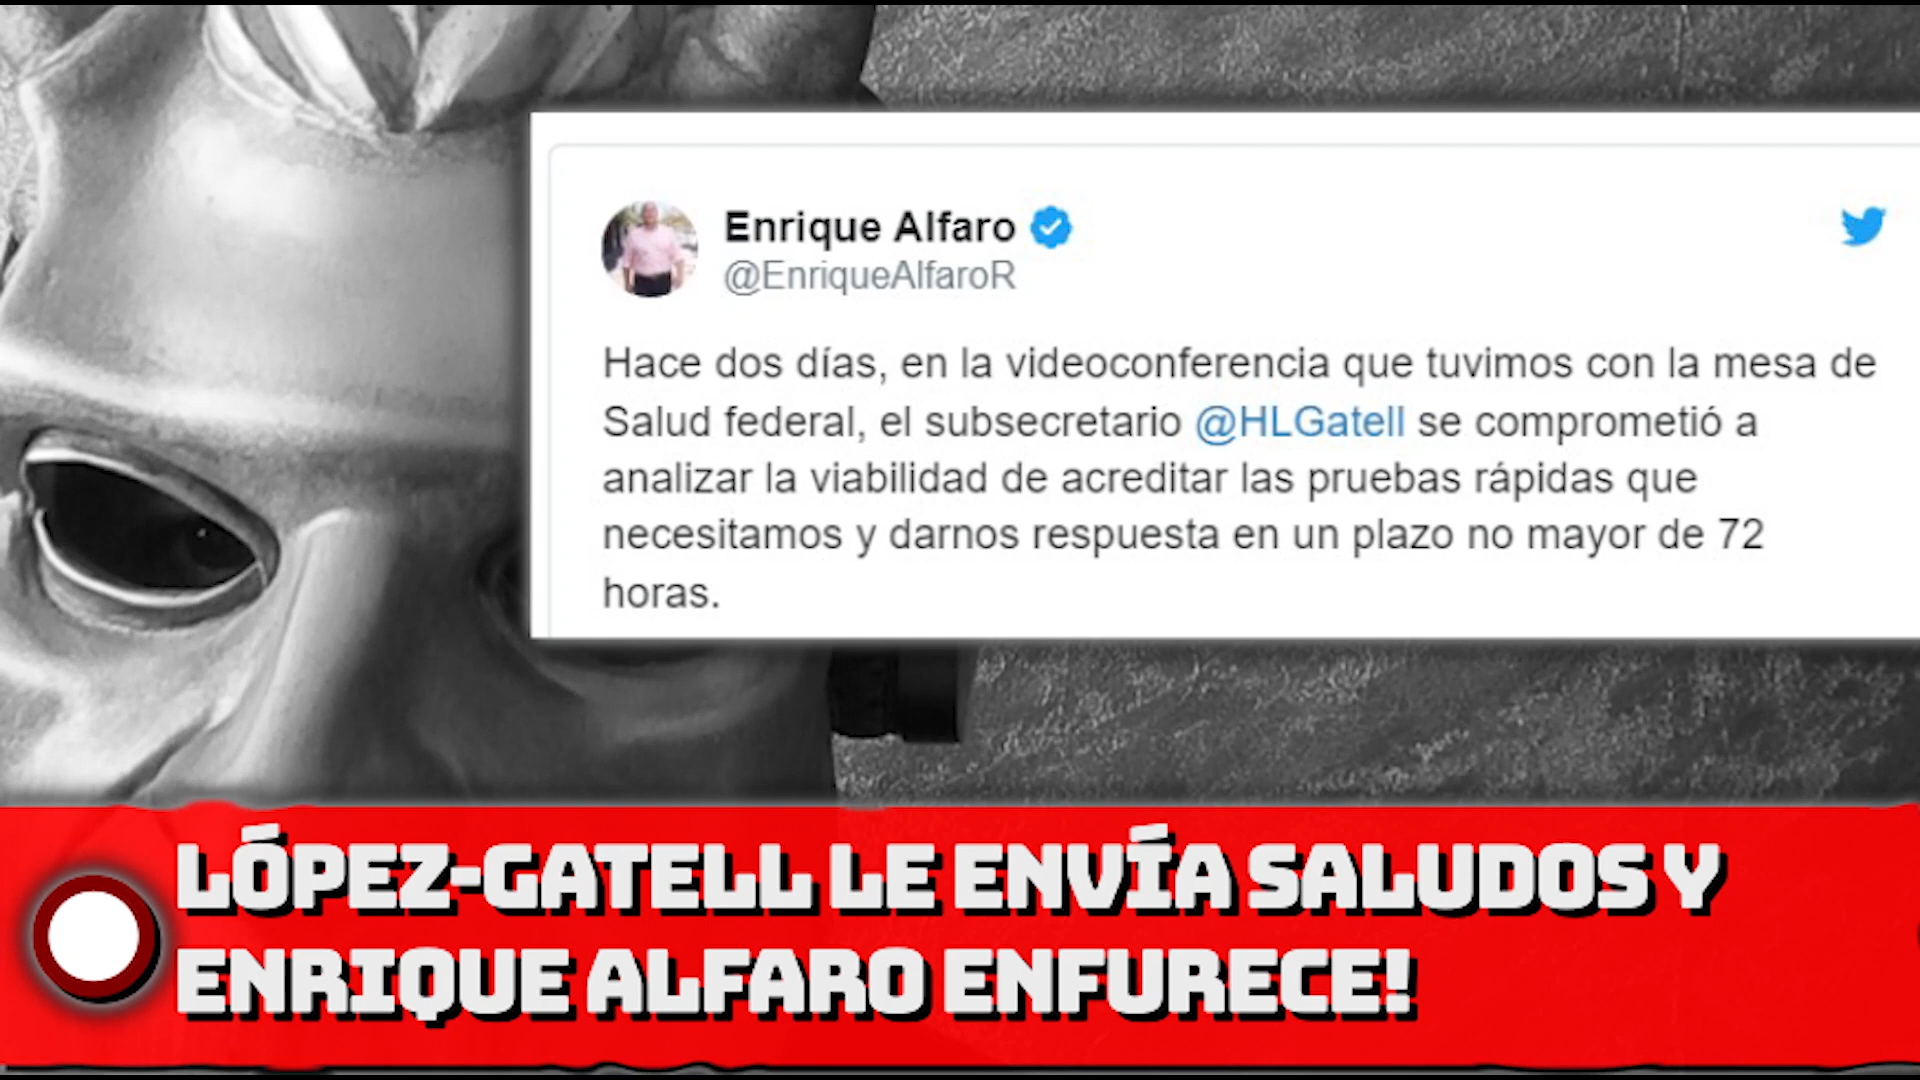 Enrique Alfaro
@EnriqueAlfaroR
Hace dos días, en la videoconferencia que tuvimos con la mesa de
Salud federal, el subsecretario @HLGatell se comprometió a
analizar la viabilidad de acreditar las pruebas rápidas que
necesitamos y darnos respuesta en un plazo no mayor de 72
horas.
LÓPEZ-GATELL LE ENVÍA SALUDOS Y
ENRIQUE ALFARO ENFURECE!